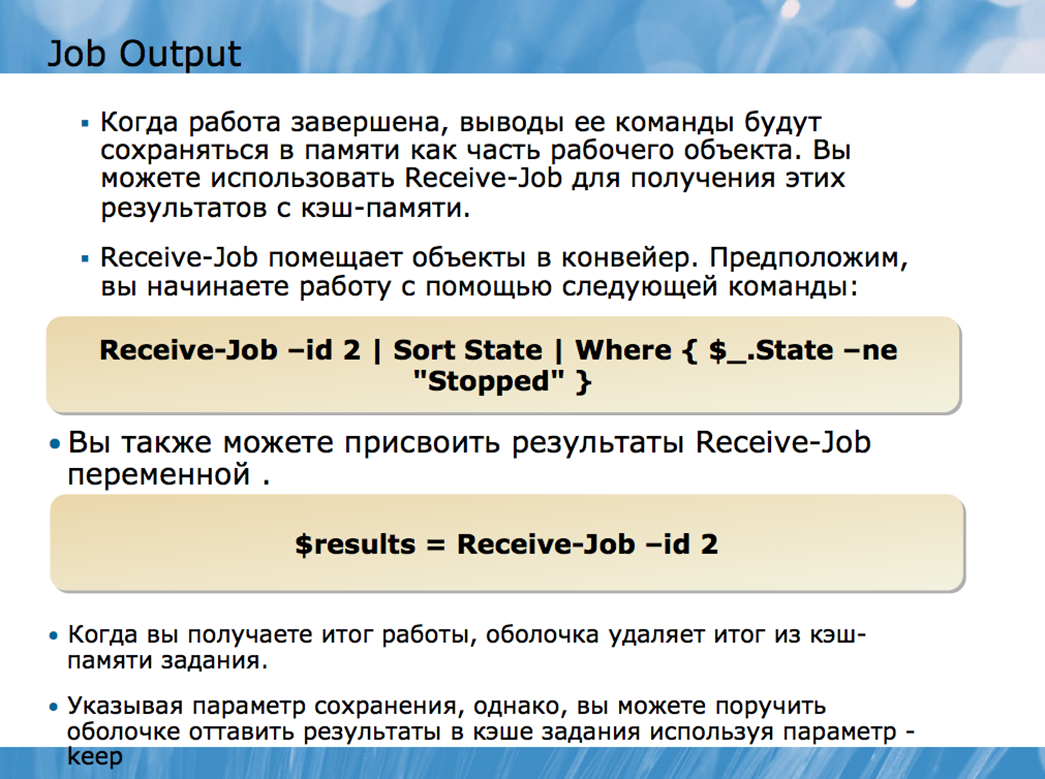 Job Output
Когда работа завершена, выводы ее команды будут
сохраняться в памяти как часть рабочего объекта. Вы
можете использовать Receive-Job для получения этих
результатов с кэш-памяти.
Receive-Job помещает объекты в конвейер. Предположим,
вы начинаете работу с помощью следующей команды:
Receive-Job –id 2 | Sort State | Where { $_.State –ne
"Stopped" }
Вы также можете присвоить результаты Receive-Job
переменной .
$results = Receive-Job –id 2
Когда вы получаете итог работы, оболочка удаляет итог из кэш-
памяти задания.
Указывая параметр сохранения, однако, вы можете поручить
оболочке оттавить результаты в кэше задания используя параметр -
keep